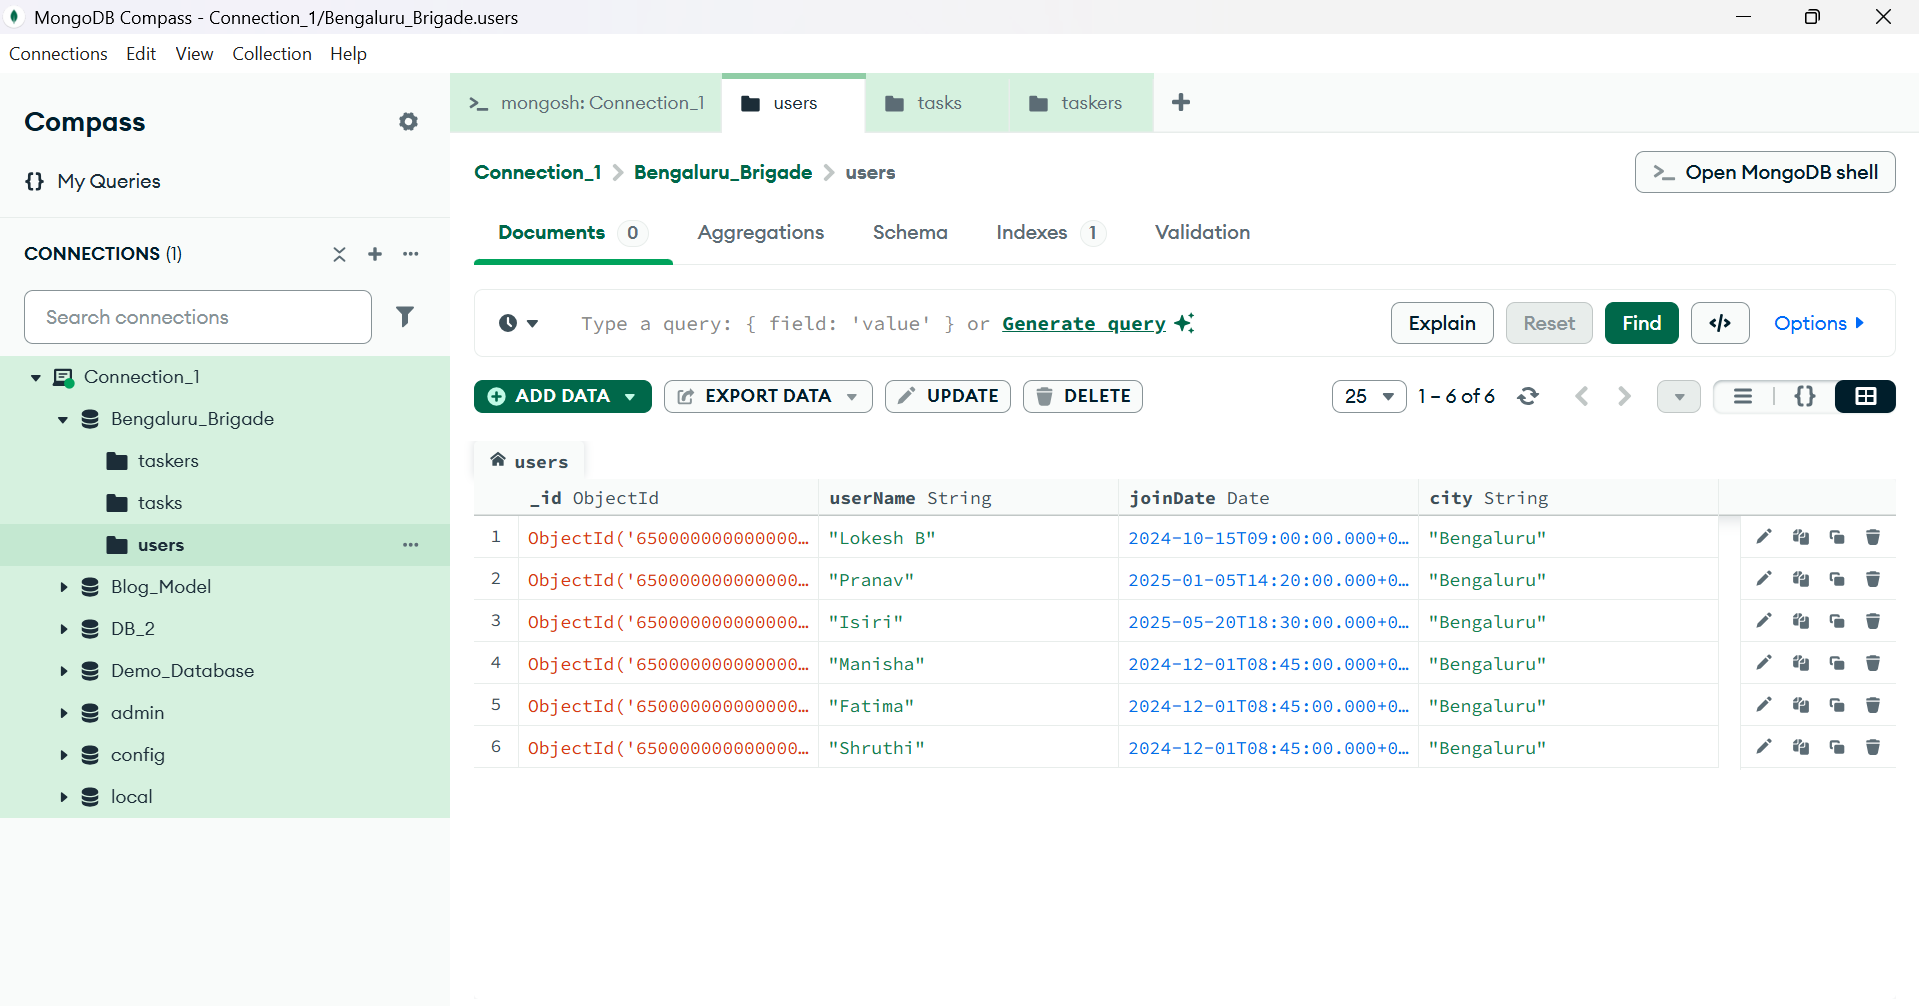 MongoDB Compass - Connection_1/Bengaluru_Brigade.users
Connections Edit View Collection Help
Compass
{} My Queries
CONNECTIONS (1)
Search connections
Connection_1
Bengaluru_Brigade
taskers
tasks
users
Blog_Model
DB_2
Demo_Database
admin
config
local
>_ mongosh: Connection_1 users tasks taskers +
Connection_1 > Bengaluru_Brigade > users
>_ Open MongoDB shell
Documents 0 Aggregations Schema Indexes 1 Validation
Type a query: { field: 'value' } or Generate query
Explain Reset Find </> Options
ADD DATA EXPORT DATA UPDATE DELETE 25 1 – 6 of 6 {}
users
_id ObjectId userName String joinDate Date city String
1 ObjectId('650000000000000… "Lokesh B" 2024-10-15T09:00:00.000+0… "Bengaluru"
2 ObjectId('650000000000000… "Pranav" 2025-01-05T14:20:00.000+0… "Bengaluru"
3 ObjectId('650000000000000… "Isiri" 2025-05-20T18:30:00.000+0… "Bengaluru"
4 ObjectId('650000000000000… "Manisha" 2024-12-01T08:45:00.000+0… "Bengaluru"
5 ObjectId('650000000000000… "Fatima" 2024-12-01T08:45:00.000+0… "Bengaluru"
6 ObjectId('650000000000000… "Shruthi" 2024-12-01T08:45:00.000+0… "Bengaluru"